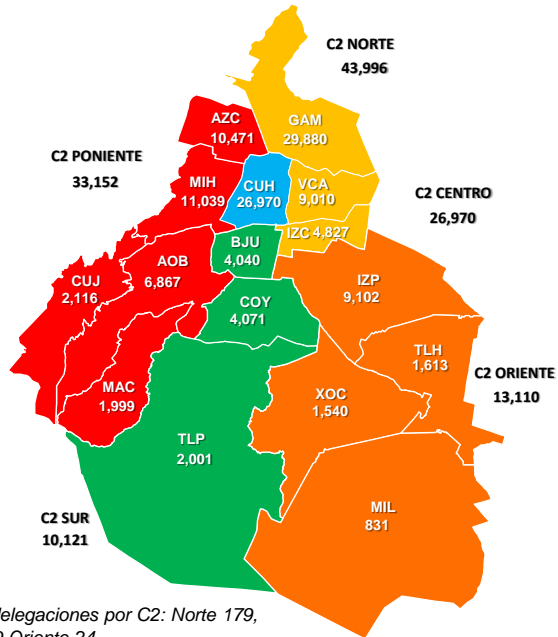 C2 NORTE
43,996
AZC
10,471
GAM
29,880
C2 PONIENTE
33,152
MIH
11,039
CUH
26,970
VCA
9,010
C2 CENTRO
26,970
IZC 4,827
BJU
4,040
AOB
6,867
CUJ
2,116
IZP
9,102
COY
4,071
TLH
1,613
C2 ORIENTE
13,110
MAC
1,999
XOC
1,540
TLP
2,001
MIL
831
C2 SUR
10,121
delegaciones por C2: Norte 179,
Oriente 24